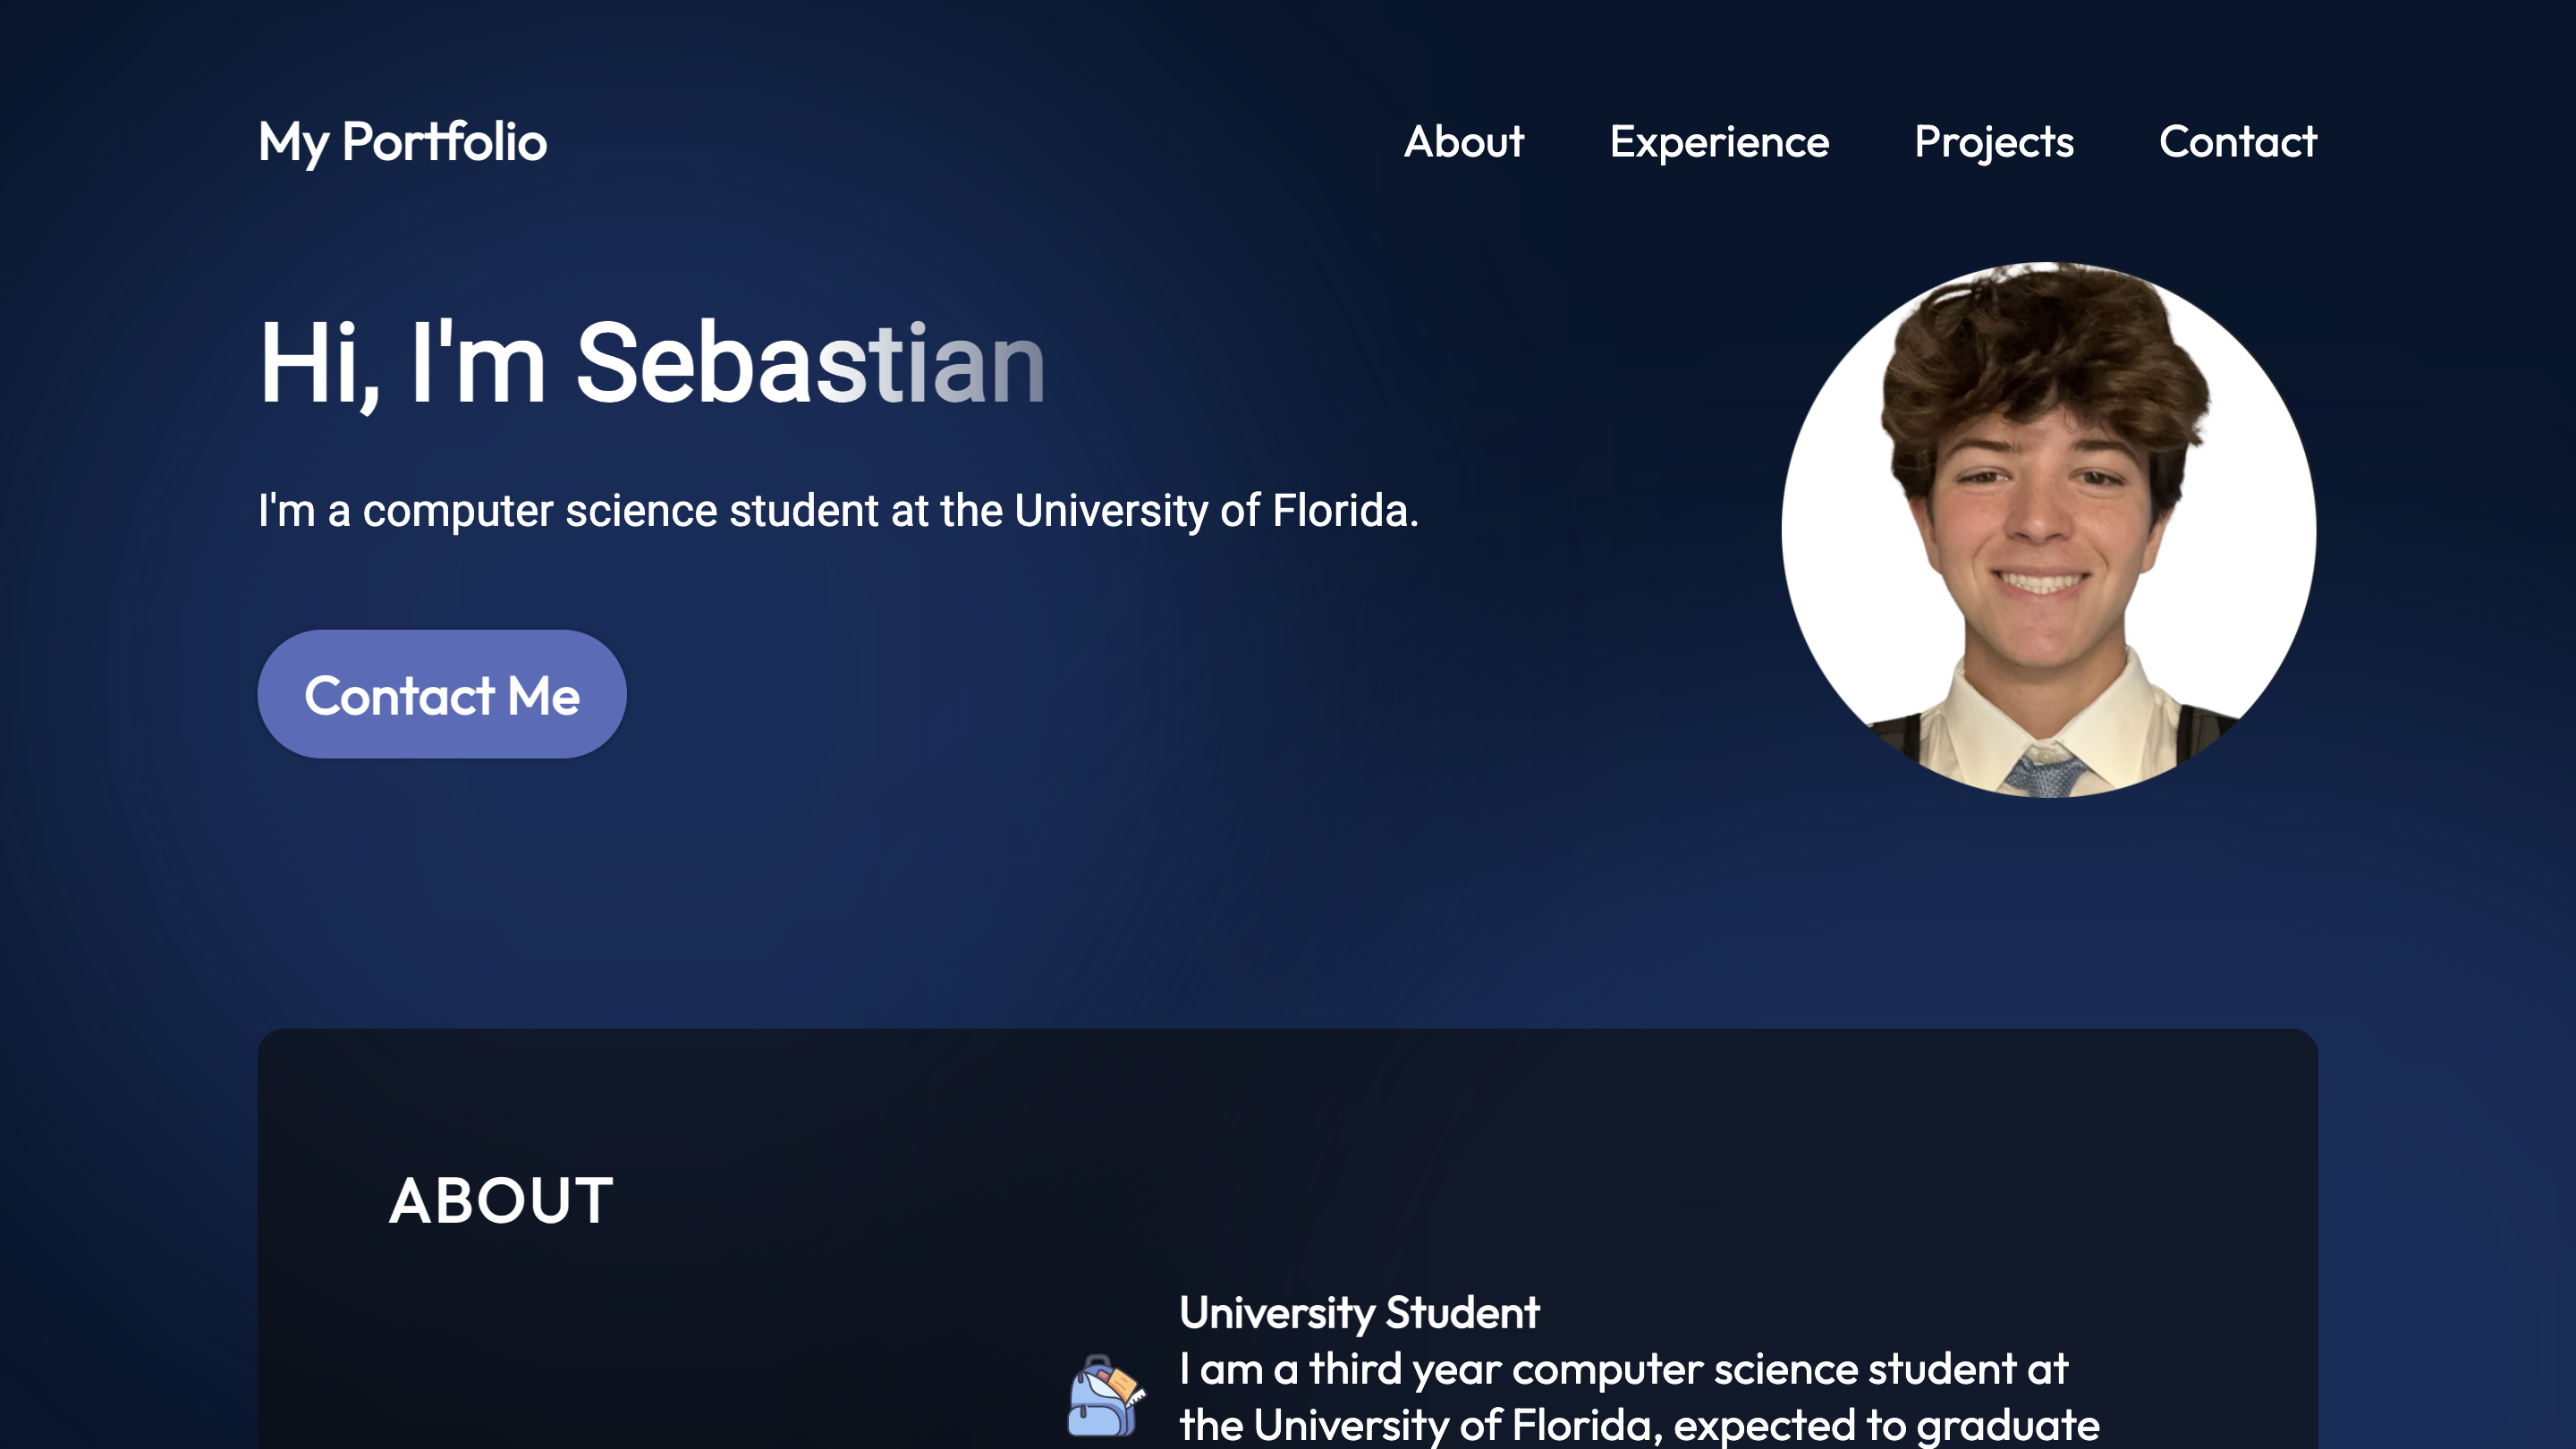 My Portfolio
About Experience Projects Contact
Hi, I'm Sebastian
I'm a computer science student at the University of Florida.
Contact Me
ABOUT
University Student
I am a third year computer science student at
the University of Florida, expected to graduate